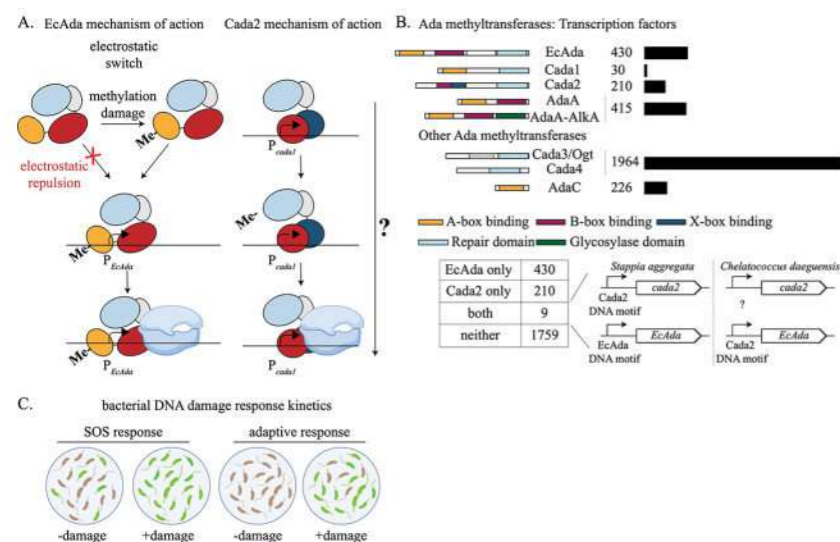 A.
EcAda mechanism of action
Cada2 mechanism of action
electrostatic
switch
methylation
damage
Me-
electrostatic
repulsion
P cada1
Me-
Me-
P EcAda
P cada1
?
Me-
P EcAda
P cada1
B.
Ada methyltransferases: Transcription factors
EcAda 430
Cada1 30
Cada2 210
AdaA 415
AdaA-AlkA
Other Ada methyltransferases
Cada3/Ogt 1964
Cada4
AdaC 226
A-box binding B-box binding X-box binding
Repair domain Glycosylase domain
EcAda only 430
Cada2 only 210
both 9
neither 1759
Stappia aggregata Chelatococcus daeguensis
cada2 cada2
Cada2
DNA motif
?
EcAda EcAda
EcAda
DNA motif
Cada2
DNA motif
C.
bacterial DNA damage response kinetics
SOS response adaptive response
-damage +damage -damage +damage